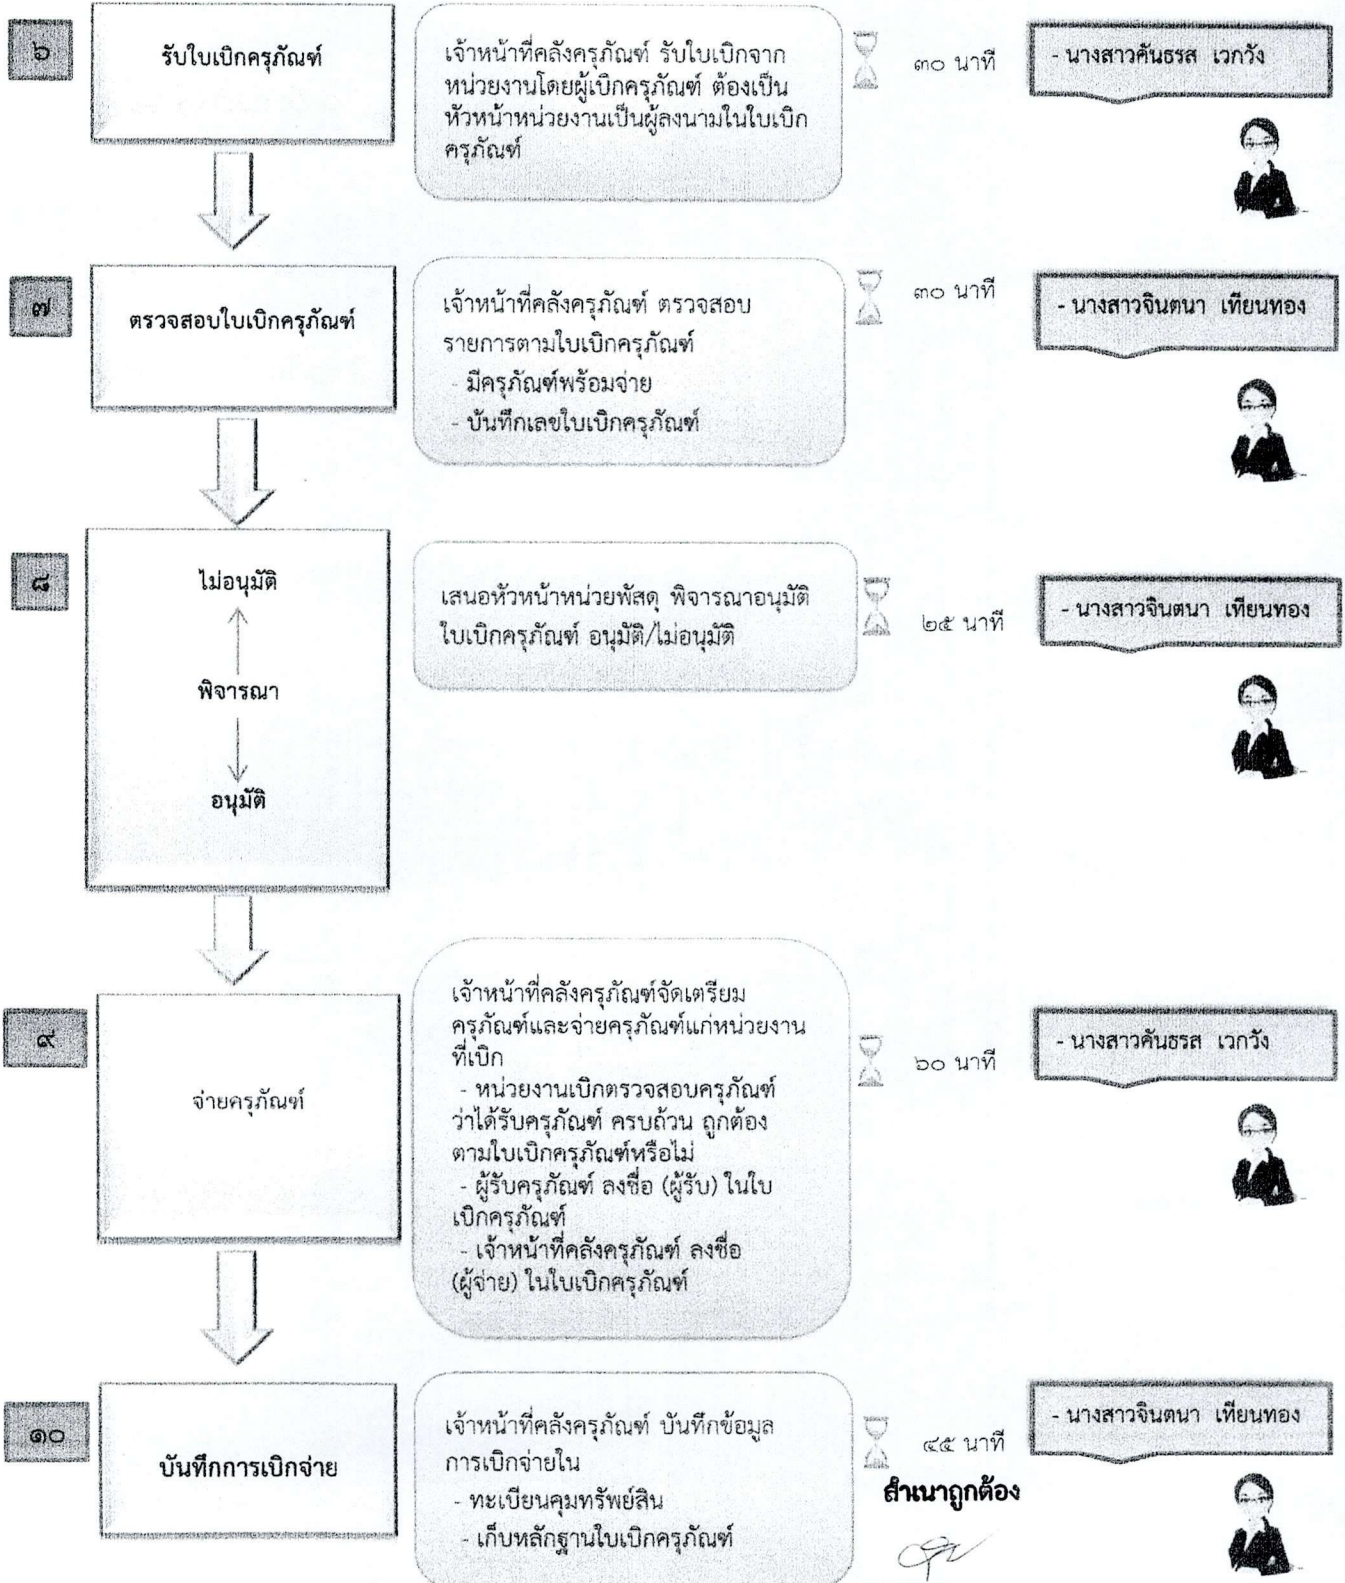 ๖
รับใบเบิกครุภัณฑ์
เจ้าหน้าที่คลังครุภัณฑ์ รับใบเบิกจาก
หน่วยงานโดยผู้เบิกครุภัณฑ์ ต้องเป็น
หัวหน้าหน่วยงานเป็นผู้ลงนามในใบเบิก
ครุภัณฑ์
๓๐ นาที
- นางสาวคันธรส เวกวัง
๗
ตรวจสอบใบเบิกครุภัณฑ์
เจ้าหน้าที่คลังครุภัณฑ์ ตรวจสอบ
รายการตามใบเบิกครุภัณฑ์
- มีครุภัณฑ์พร้อมจ่าย
- บันทึกเลขใบเบิกครุภัณฑ์
๓๐ นาที
- นางสาวจินตนา เทียนทอง
๘
ไม่อนุมัติ
พิจารณา
อนุมัติ
เสนอหัวหน้าหน่วยพัสดุ พิจารณาอนุมัติ
ใบเบิกครุภัณฑ์ อนุมัติ/ไม่อนุมัติ
๒๕ นาที
- นางสาวจินตนา เทียนทอง
๙
จ่ายครุภัณฑ์
เจ้าหน้าที่คลังครุภัณฑ์จัดเตรียม
ครุภัณฑ์และจ่ายครุภัณฑ์แก่หน่วยงาน
ที่เบิก
- หน่วยงานเบิกตรวจสอบครุภัณฑ์
ว่าได้รับครุภัณฑ์ ครบถ้วน ถูกต้อง
ตามใบเบิกครุภัณฑ์หรือไม่
- ผู้รับครุภัณฑ์ ลงชื่อ (ผู้รับ) ในใบ
เบิกครุภัณฑ์
- เจ้าหน้าที่คลังครุภัณฑ์ ลงชื่อ
(ผู้จ่าย) ในใบเบิกครุภัณฑ์
๖๐ นาที
- นางสาวคันธรส เวกวัง
๑๐
บันทึกการเบิกจ่าย
เจ้าหน้าที่คลังครุภัณฑ์ บันทึกข้อมูล
การเบิกจ่ายใน
- ทะเบียนคุมทรัพย์สิน
- เก็บหลักฐานใบเบิกครุภัณฑ์
๔๕ นาที
สำเนาถูกต้อง
- นางสาวจินตนา เทียนทอง